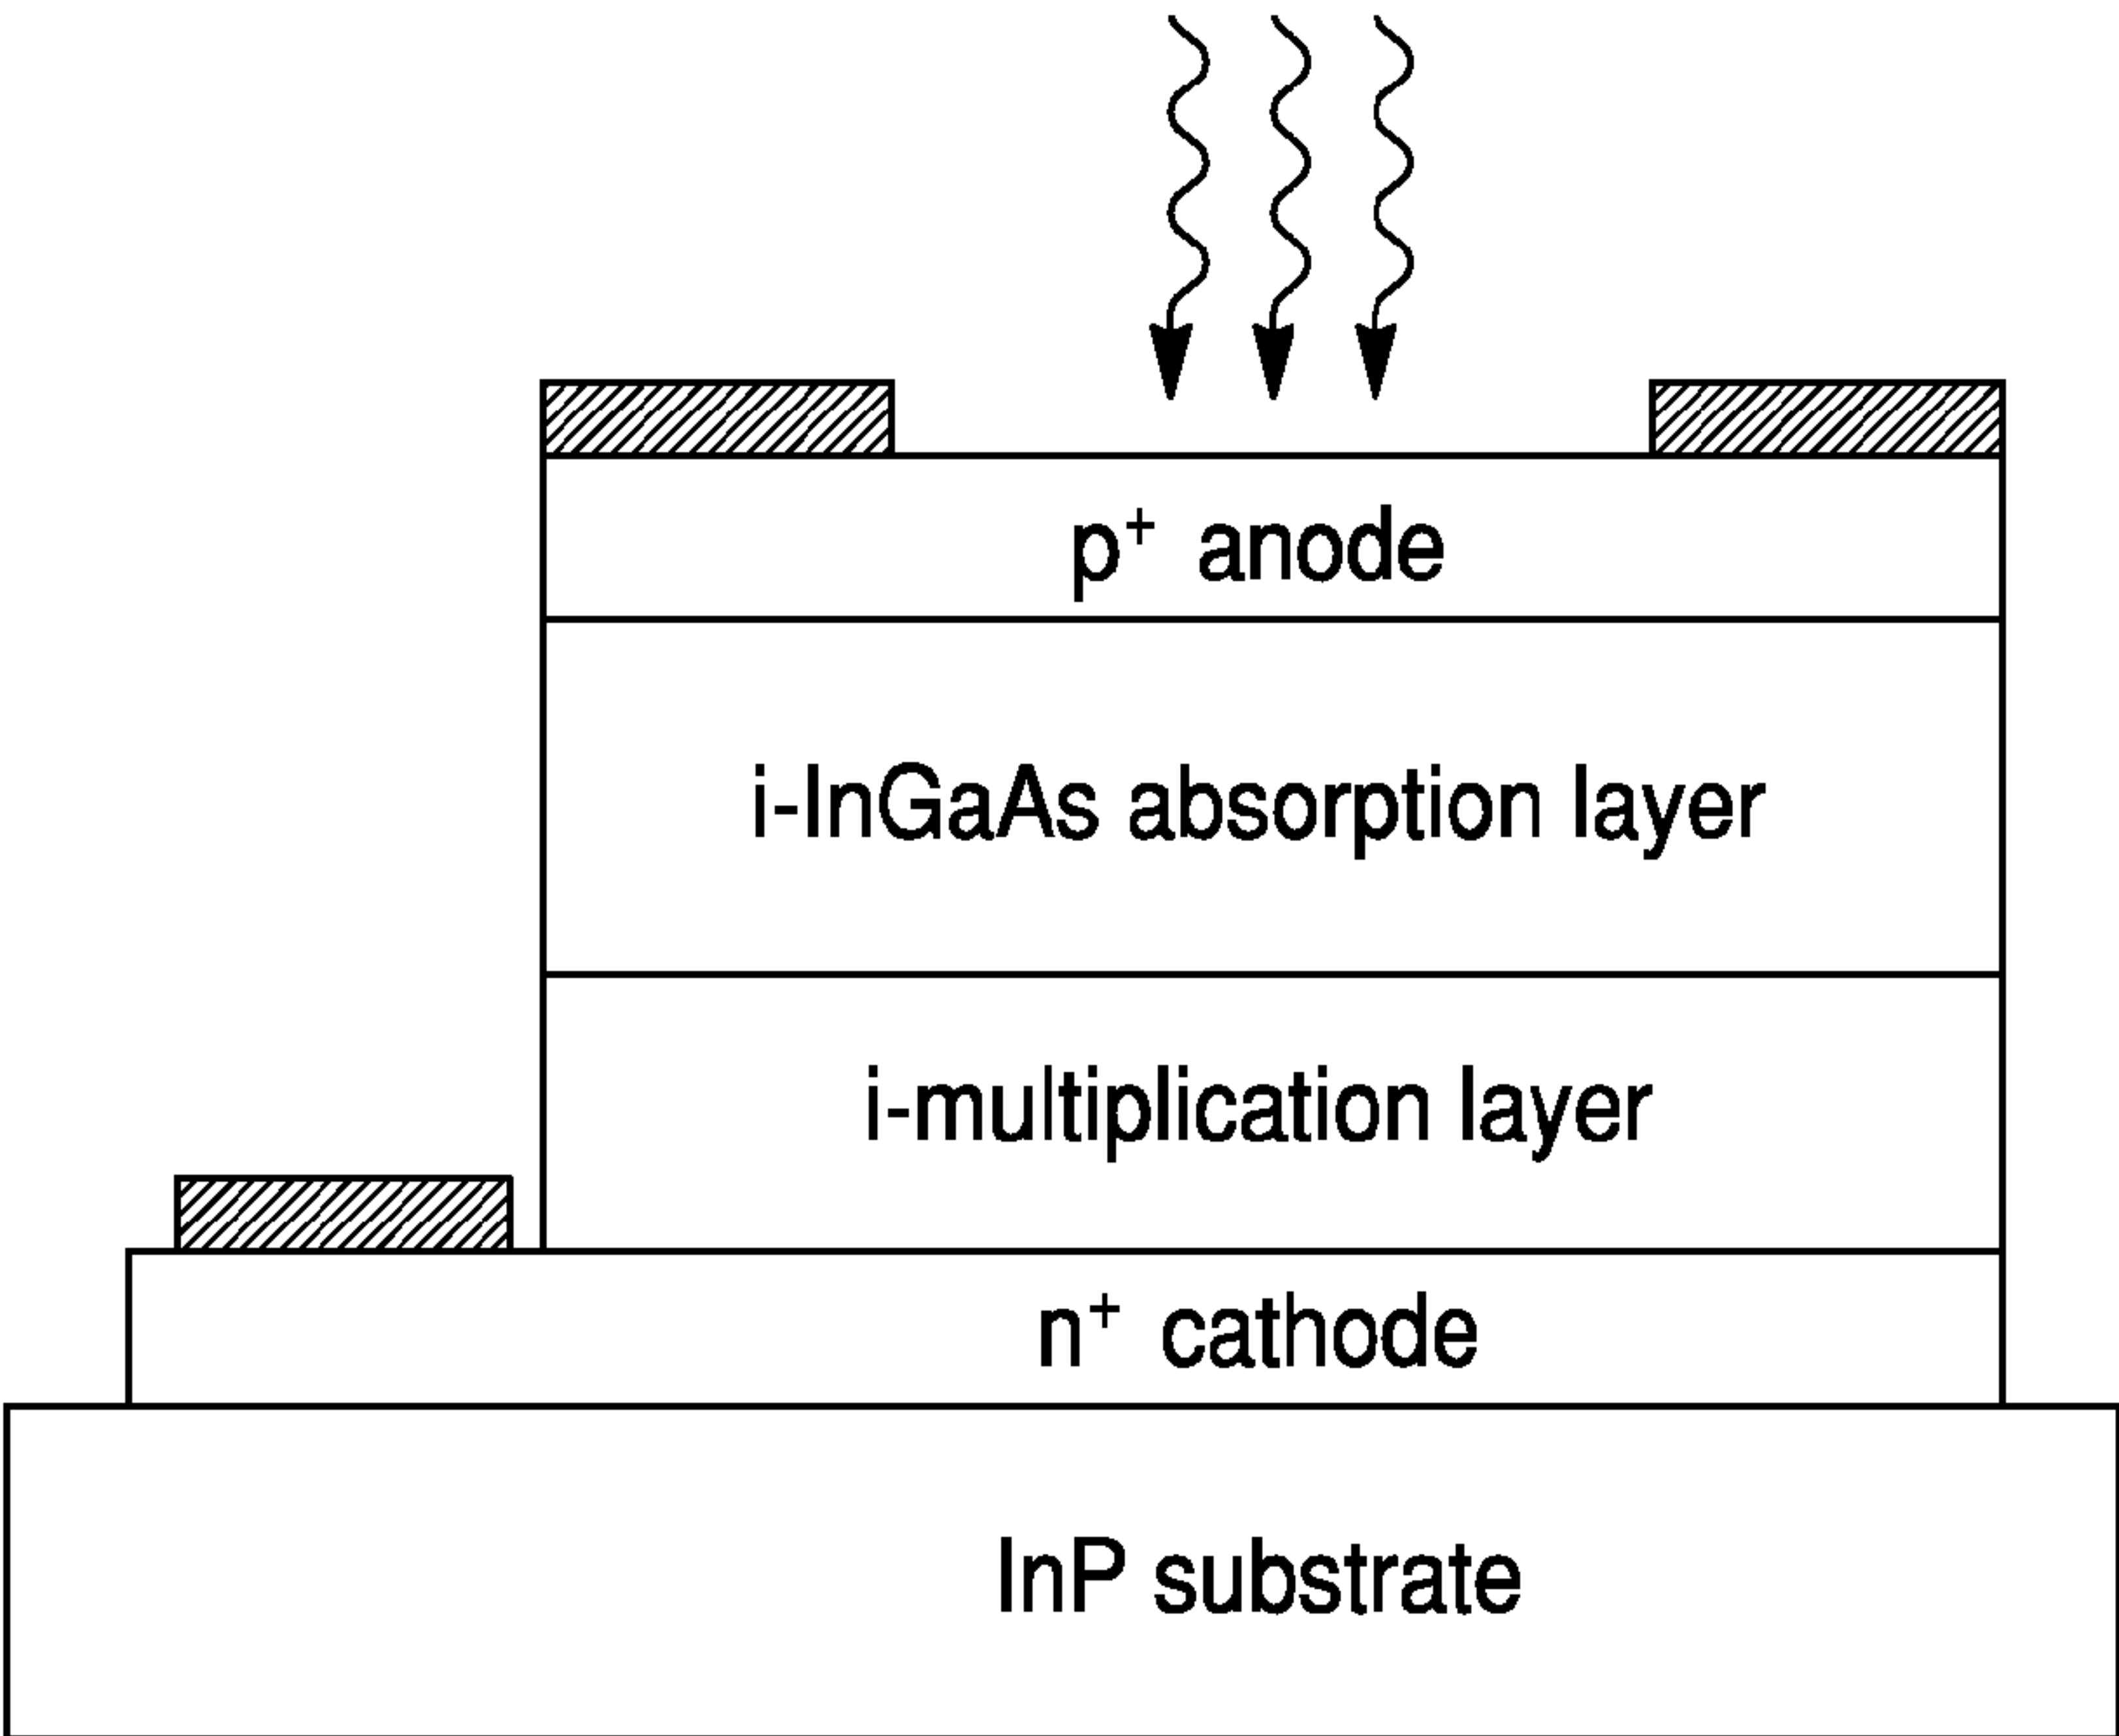 p⁺ anode
i-InGaAs absorption layer
i-multiplication layer
n⁺ cathode
InP substrate